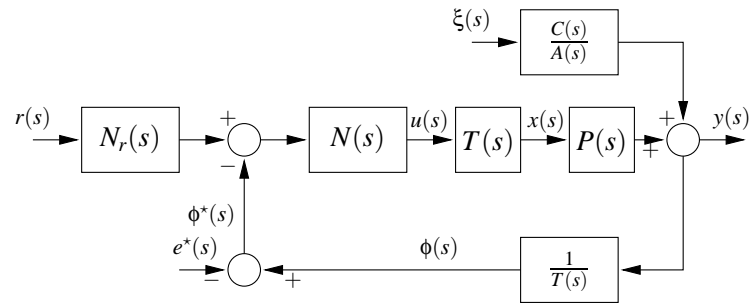 ξ(s)
C(s)
A(s)
r(s)
N_r(s)
+
−
N(s)
u(s)
T(s)
x(s)
P(s)
+
+
y(s)
ϕ*(s)
e*(s)
−
+
ϕ(s)
1
T(s)